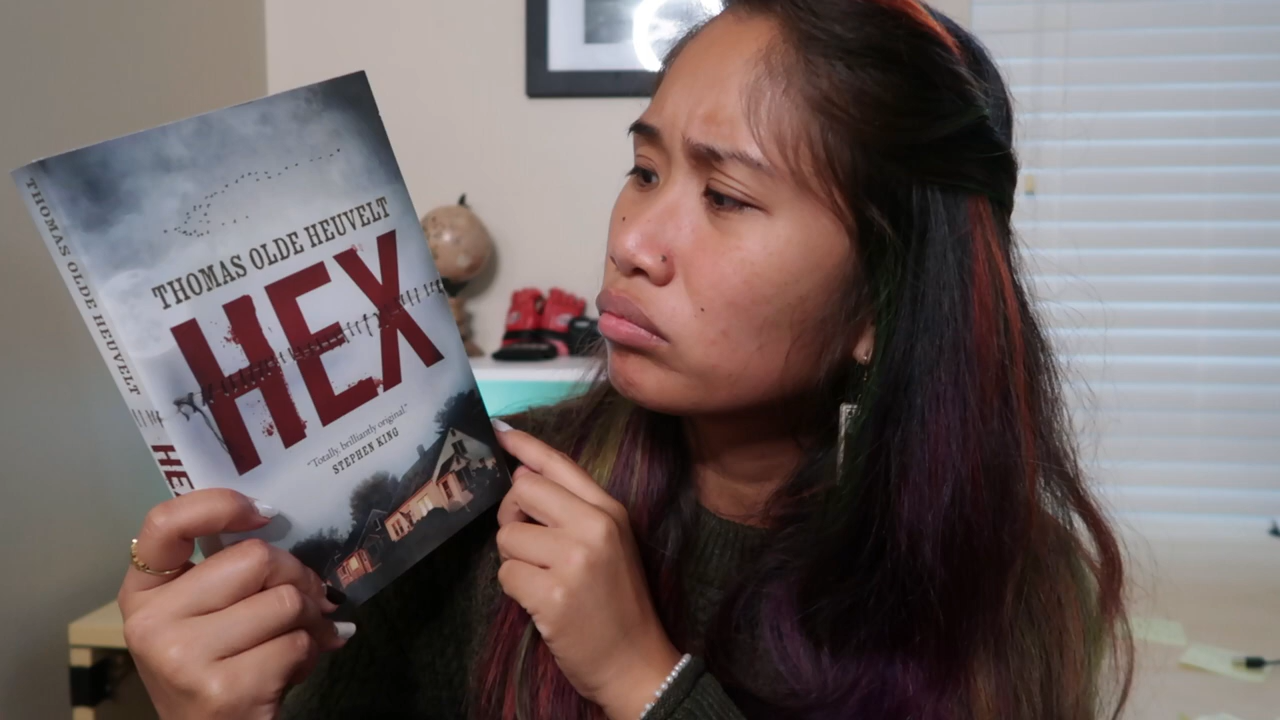 THOMAS OLDE HEUVELT
HEX
"Totally, brilliantly original."
STEPHEN KING
THOMAS OLDE HEUVELT
HEX